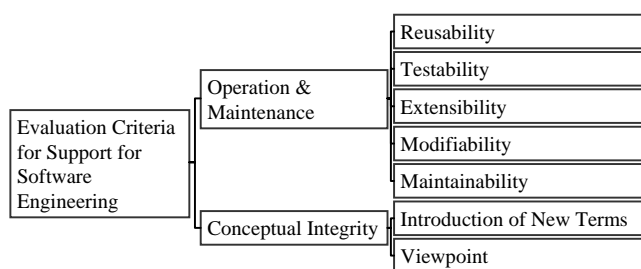 Evaluation Criteria
for Support for
Software
Engineering
Operation &
Maintenance
Reusability
Testability
Extensibility
Modifiability
Maintainability
Conceptual Integrity
Introduction of New Terms
Viewpoint